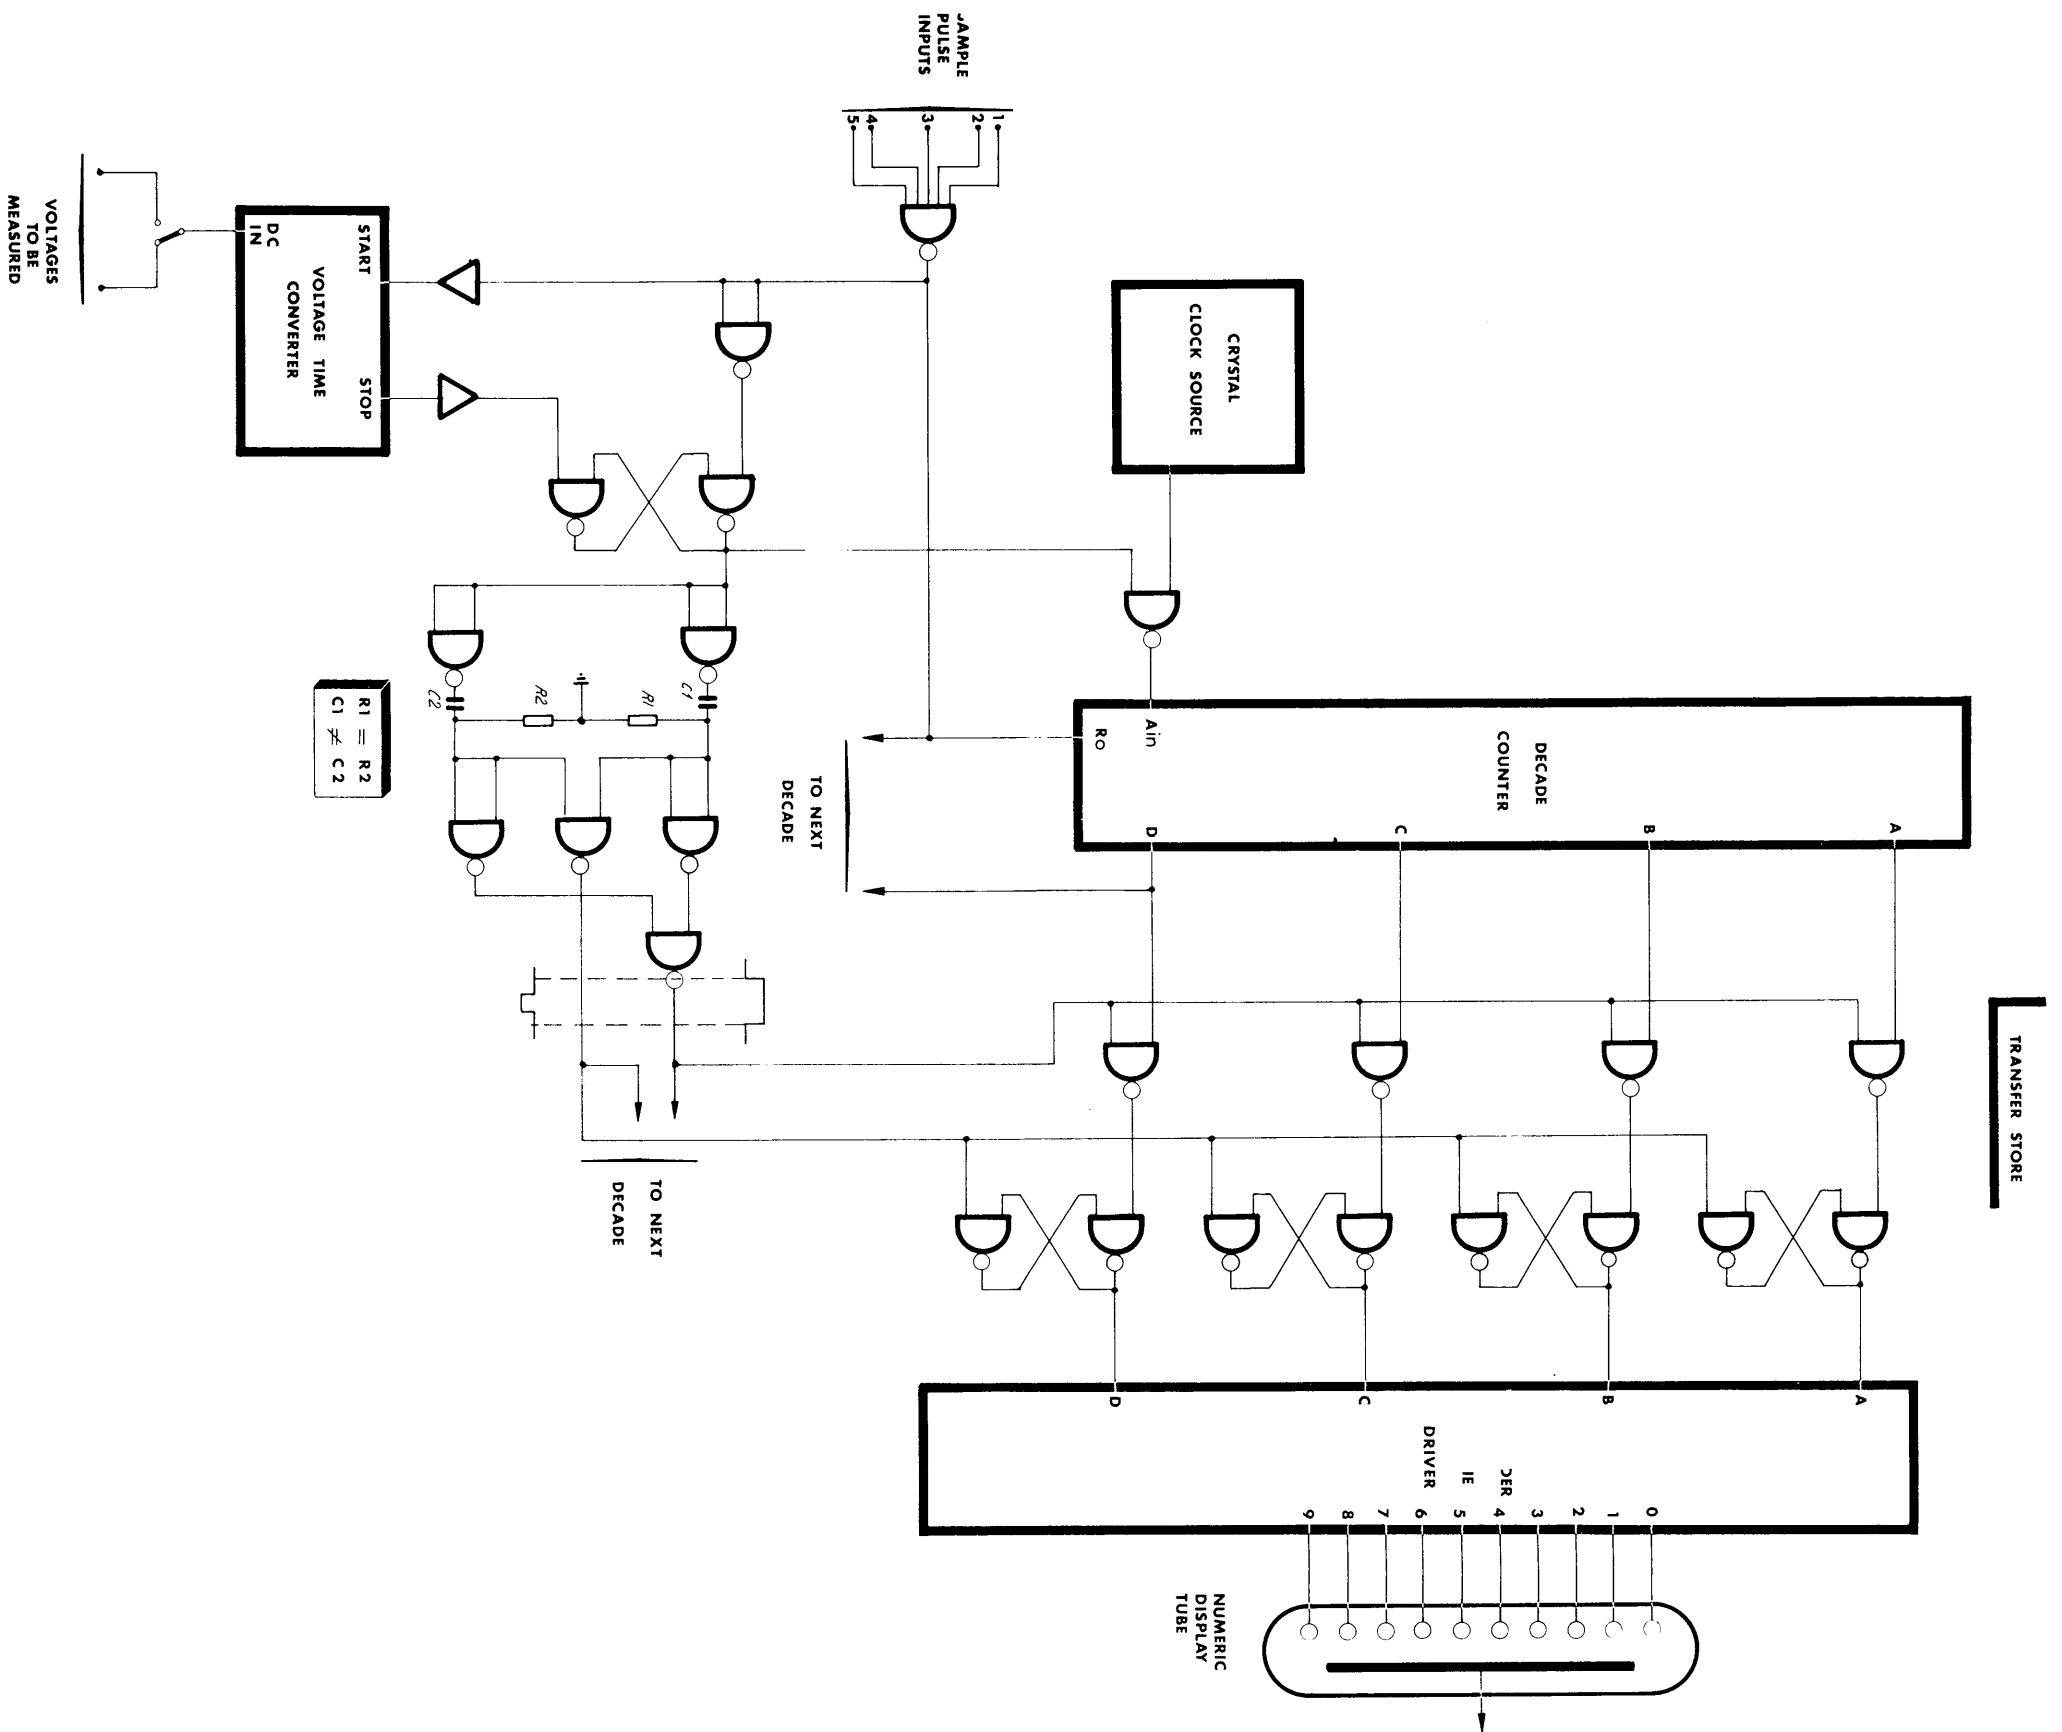 TRANSFER STORE
SAMPLE
PULSE
INPUTS
1
2
3
4
5
CRYSTAL
CLOCK SOURCE
DECADE
COUNTER
Ain
Ro
A
B
C
D
TO NEXT
DECADE
START
STOP
DC
IN
VOLTAGE TIME
CONVERTER
VOLTAGES
TO BE
MEASURED
C1
R1
R2
C2
R1 = R2
C1 ≠ C2
TO NEXT
DECADE
A
B
C
D
DER
IE
DRIVER
0
1
2
3
4
5
6
7
8
9
NUMERIC
DISPLAY
TUBE